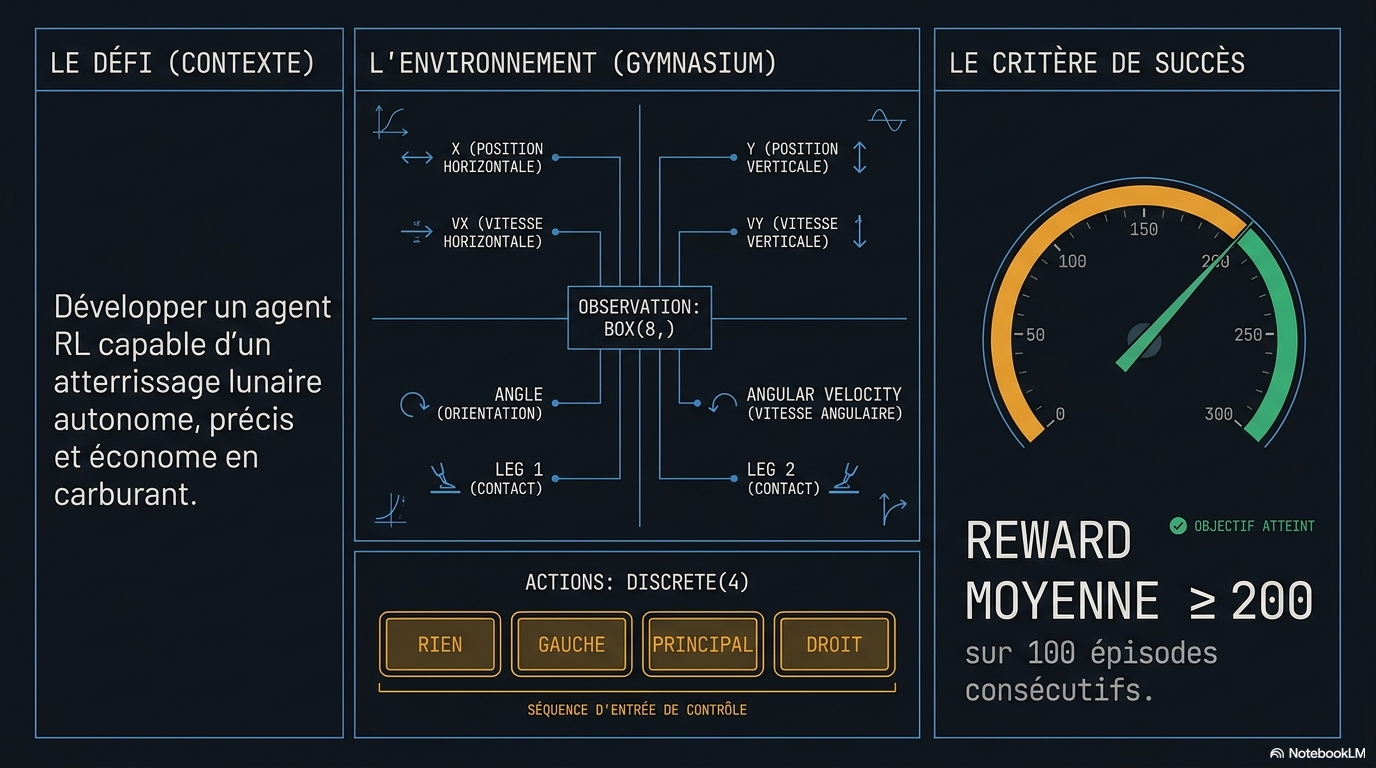 LE DÉFI (CONTEXTE)
Développer un agent
RL capable d'un
atterrissage lunaire
autonome, précis
et économe en
carburant.
L'ENVIRONNEMENT (GYMNASIUM)
X (POSITION
HORIZONTALE)
Y (POSITION
VERTICALE)
VX (VITESSE
HORIZONTALE)
VY (VITESSE
VERTICALE)
OBSERVATION:
BOX(8,)
ANGLE
(ORIENTATION)
ANGULAR VELOCITY
(VITESSE ANGULAIRE)
LEG 1
(CONTACT)
LEG 2
(CONTACT)
ACTIONS: DISCRETE(4)
RIEN
GAUCHE
PRINCIPAL
DROIT
SÉQUENCE D'ENTRÉE DE CONTRÔLE
LE CRITÈRE DE SUCCÈS
0
50
100
150
200
250
300
OBJECTIF ATTEINT
REWARD
MOYENNE ≥ 200
sur 100 épisodes
consécutifs.
NotebookLM